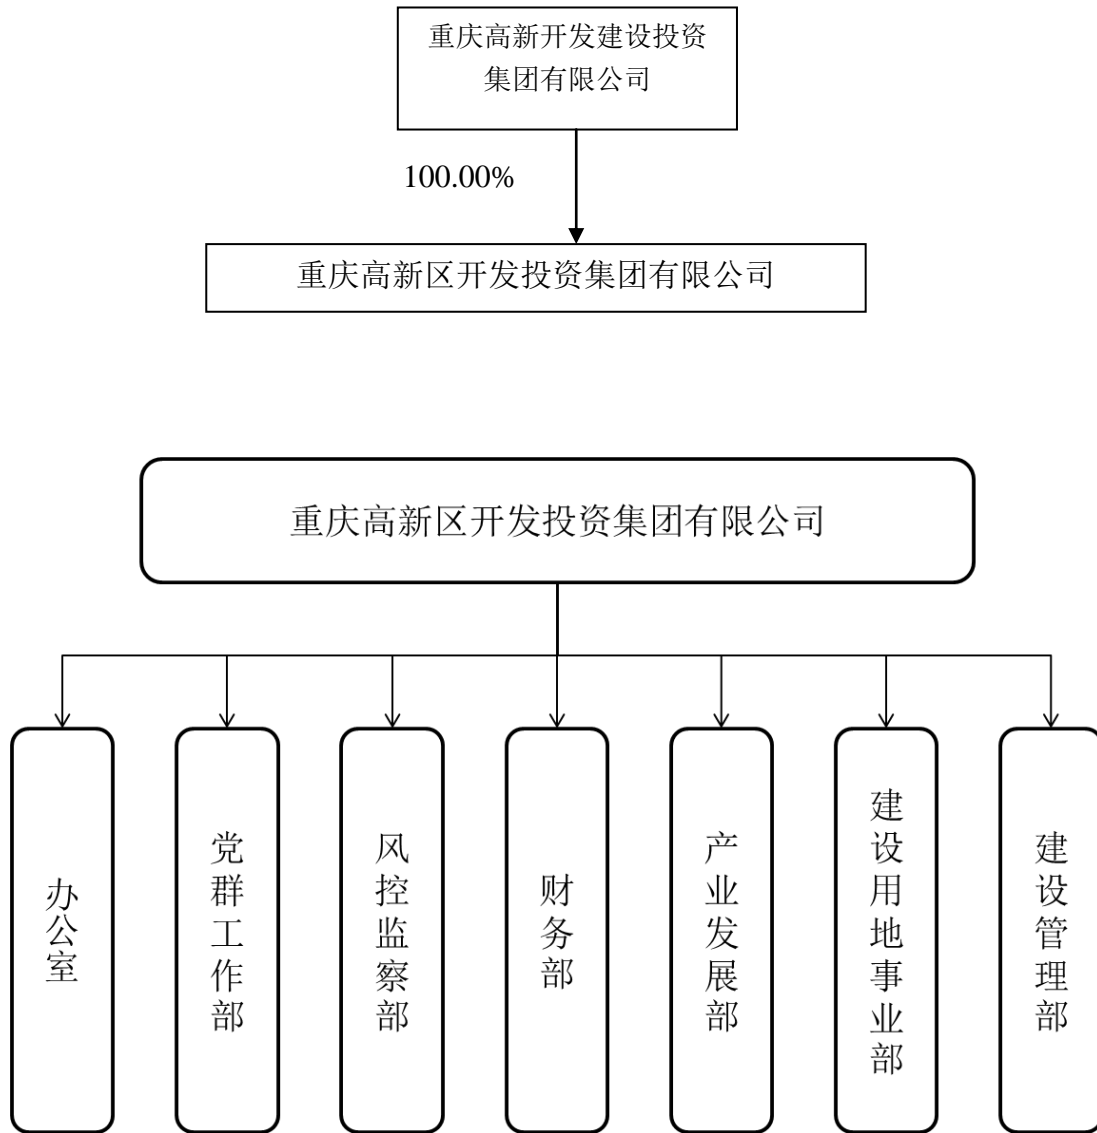 重庆高新开发建设投资
集团有限公司
100.00%
重庆高新区开发投资集团有限公司
重庆高新区开发投资集团有限公司
办公室
党群工作部
风控监察部
财务部
产业发展部
建设用地事业部
建设管理部